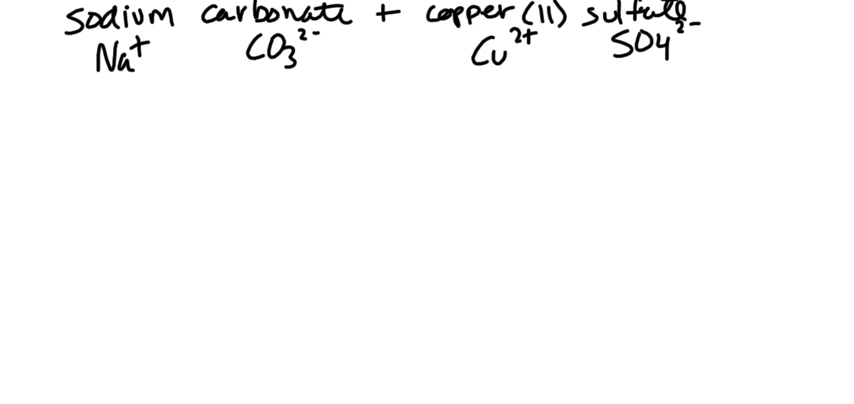 sodium carbonate + copper (II) sulfate
Na⁺ CO₃²⁻ Cu²⁺ SO₄²⁻